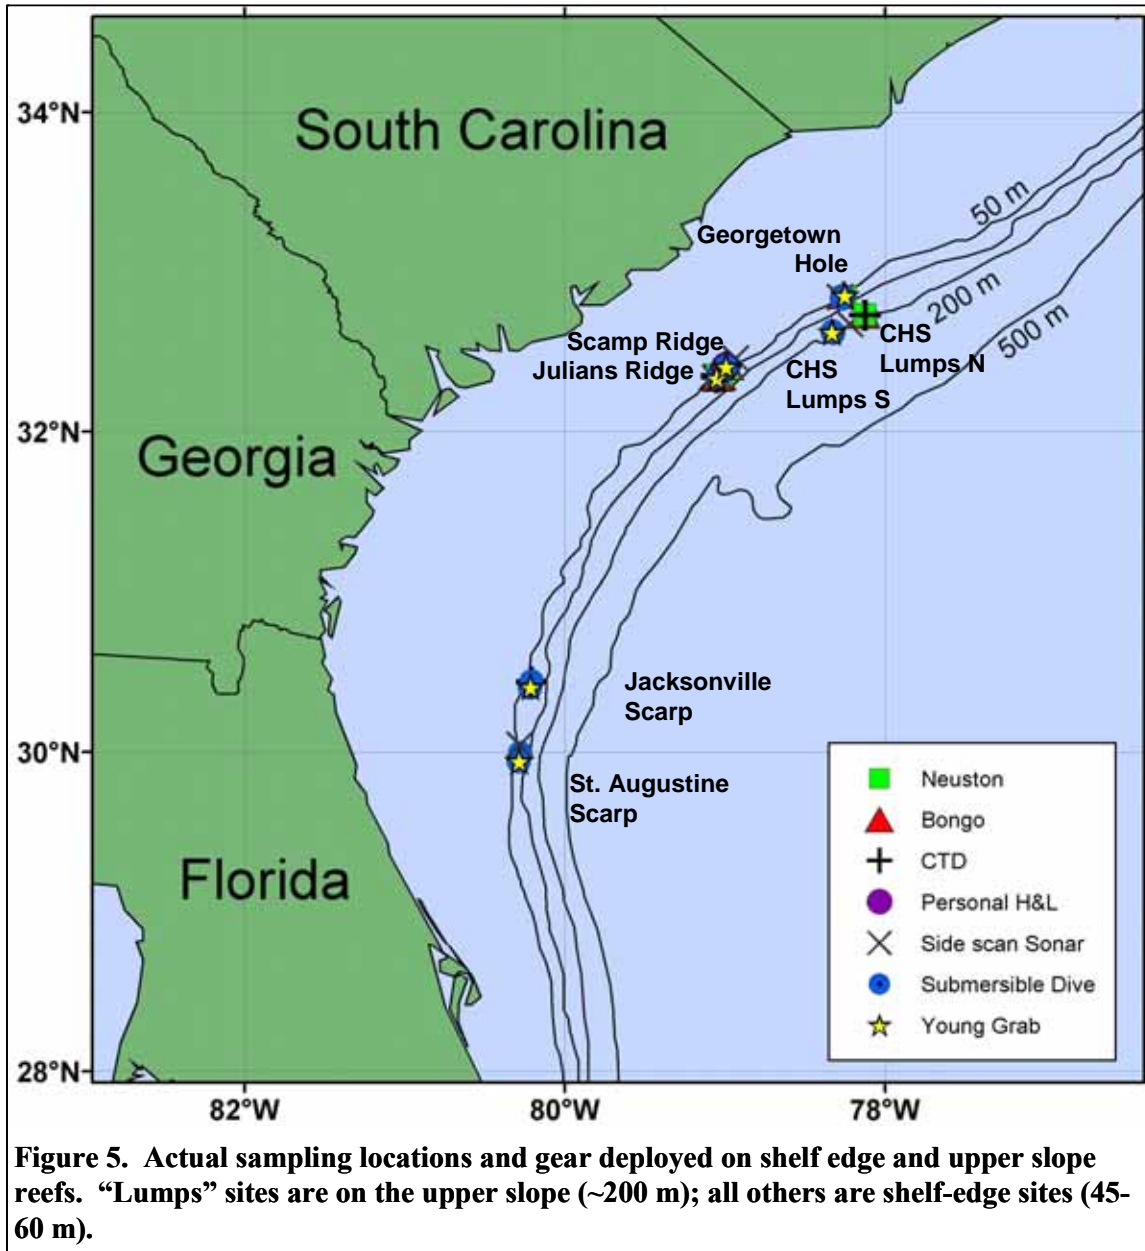 34°N
South Carolina
50 m
Georgetown
Hole
200 m
500 m
Scamp Ridge
Julians Ridge
CHS
Lumps N
CHS
Lumps S
32°N
Georgia
Jacksonville
Scarp
30°N
St. Augustine
Scarp
Florida
Neuston
Bongo
CTD
Personal H&L
Side scan Sonar
Submersible Dive
Young Grab
28°N
82°W
80°W
78°W
Figure 5. Actual sampling locations and gear deployed on shelf edge and upper slope
reefs. “Lumps” sites are on the upper slope (~200 m); all others are shelf-edge sites (45-
60 m).